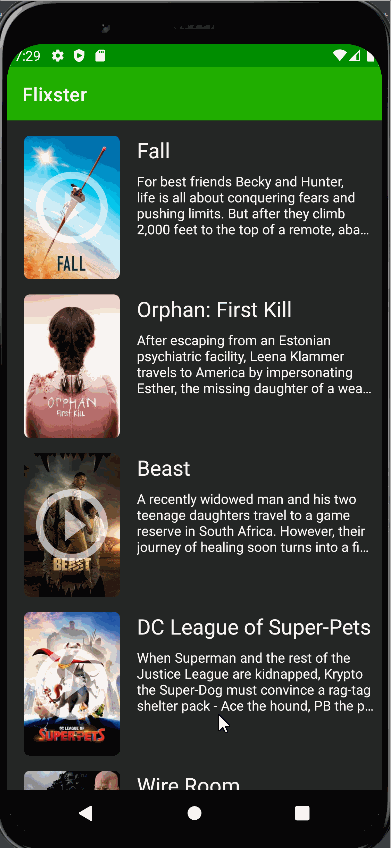 7:29
Flixster
Fall
For best friends Becky and Hunter,
life is all about conquering fears and
pushing limits. But after they climb
2,000 feet to the top of a remote, aba...
FALL
Orphan: First Kill
After escaping from an Estonian
psychiatric facility, Leena Klammer
travels to America by impersonating
Esther, the missing daughter of a wea...
ORPHAN
FIRST KILL
Beast
A recently widowed man and his two
teenage daughters travel to a game
reserve in South Africa. However, their
journey of healing soon turns into a fi...
BEAST
DC League of Super-Pets
When Superman and the rest of the
Justice League are kidnapped, Krypto
the Super-Dog must convince a rag-tag
shelter pack - Ace the hound, PB the p...
DC LEAGUE OF
SUPER-PETS
Wire Room